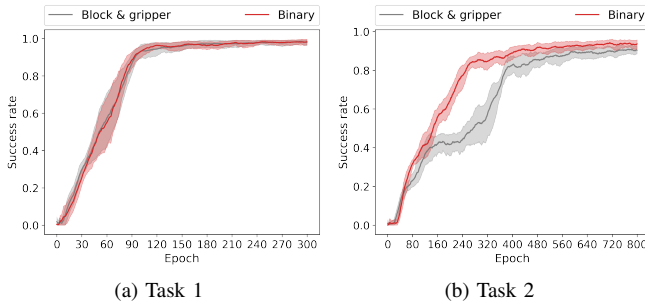 Block & gripper Binary
Success rate
1.0
0.8
0.6
0.4
0.2
0.0
0 30 60 90 120 150 180 210 240 270 300
Epoch
(a) Task 1
Block & gripper Binary
Success rate
1.0
0.8
0.6
0.4
0.2
0.0
0 80 160 240 320 400 480 560 640 720 800
Epoch
(b) Task 2